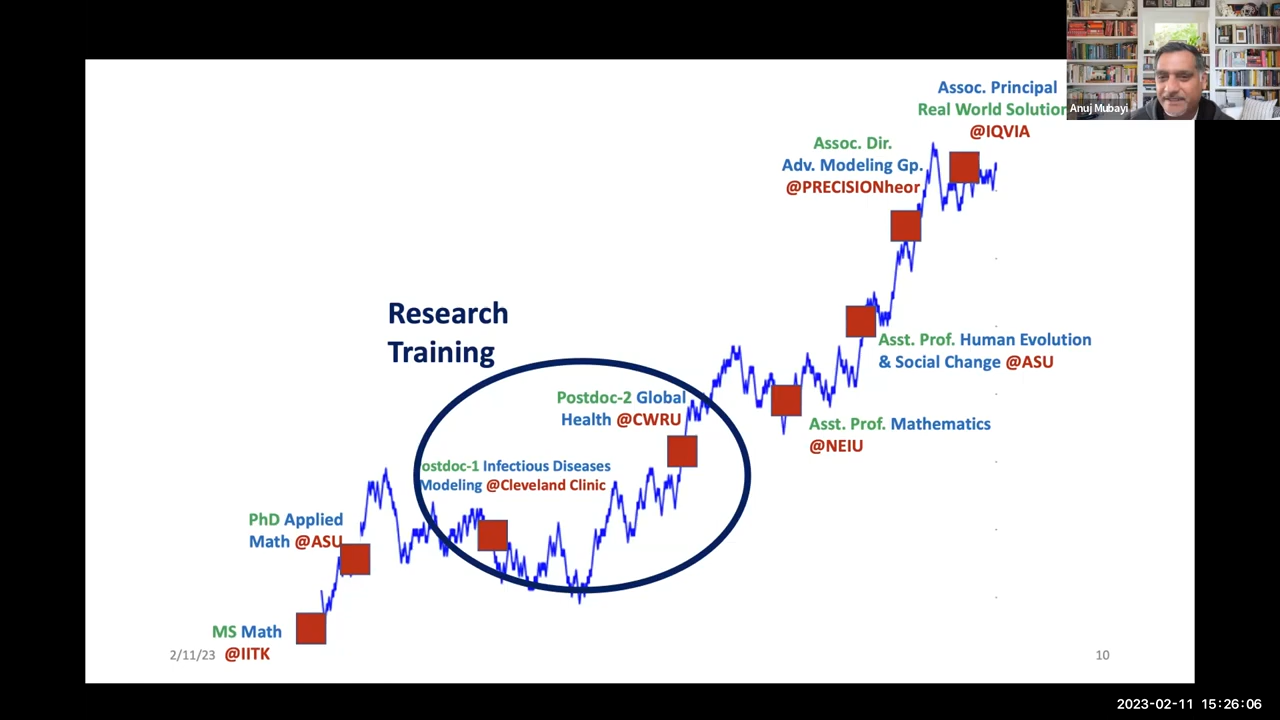 Assoc. Principal
Real World Solution
@IQVIA
Anuj Mubayi
Assoc. Dir.
Adv. Modeling Gp.
@PRECISIONheor
Research
Training
Asst. Prof. Human Evolution
& Social Change @ASU
Postdoc-2 Global
Health @CWRU
Asst. Prof. Mathematics
@NEIU
ostdoc-1 Infectious Diseases
Modeling @Cleveland Clinic
PhD Applied
Math @ASU
MS Math
@IITK
2/11/23
10
2023-02-11 15:26:06